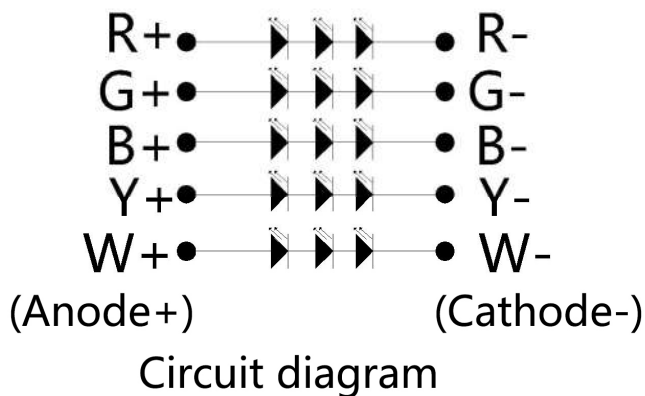 R+ R-
G+ G-
B+ B-
Y+ Y-
W+ W-
(Anode+) (Cathode-)
Circuit diagram